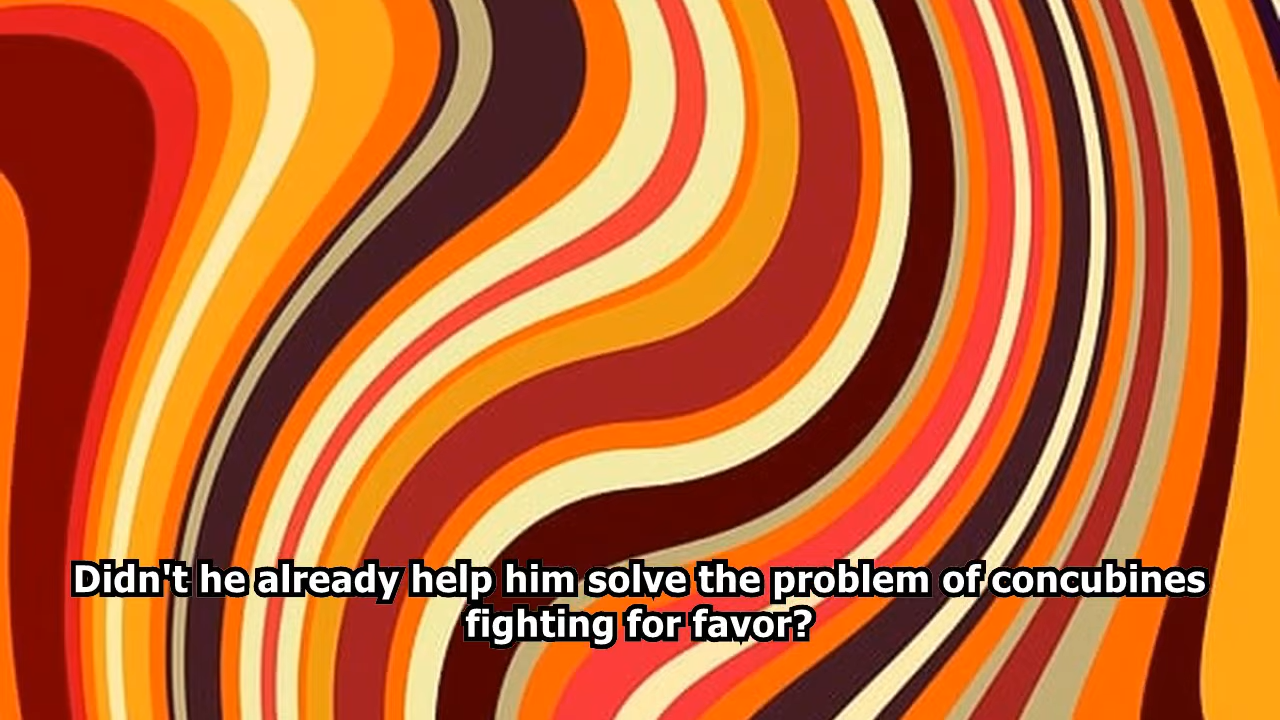 Didn't he already help him solve the problem of concubines
fighting for favor?